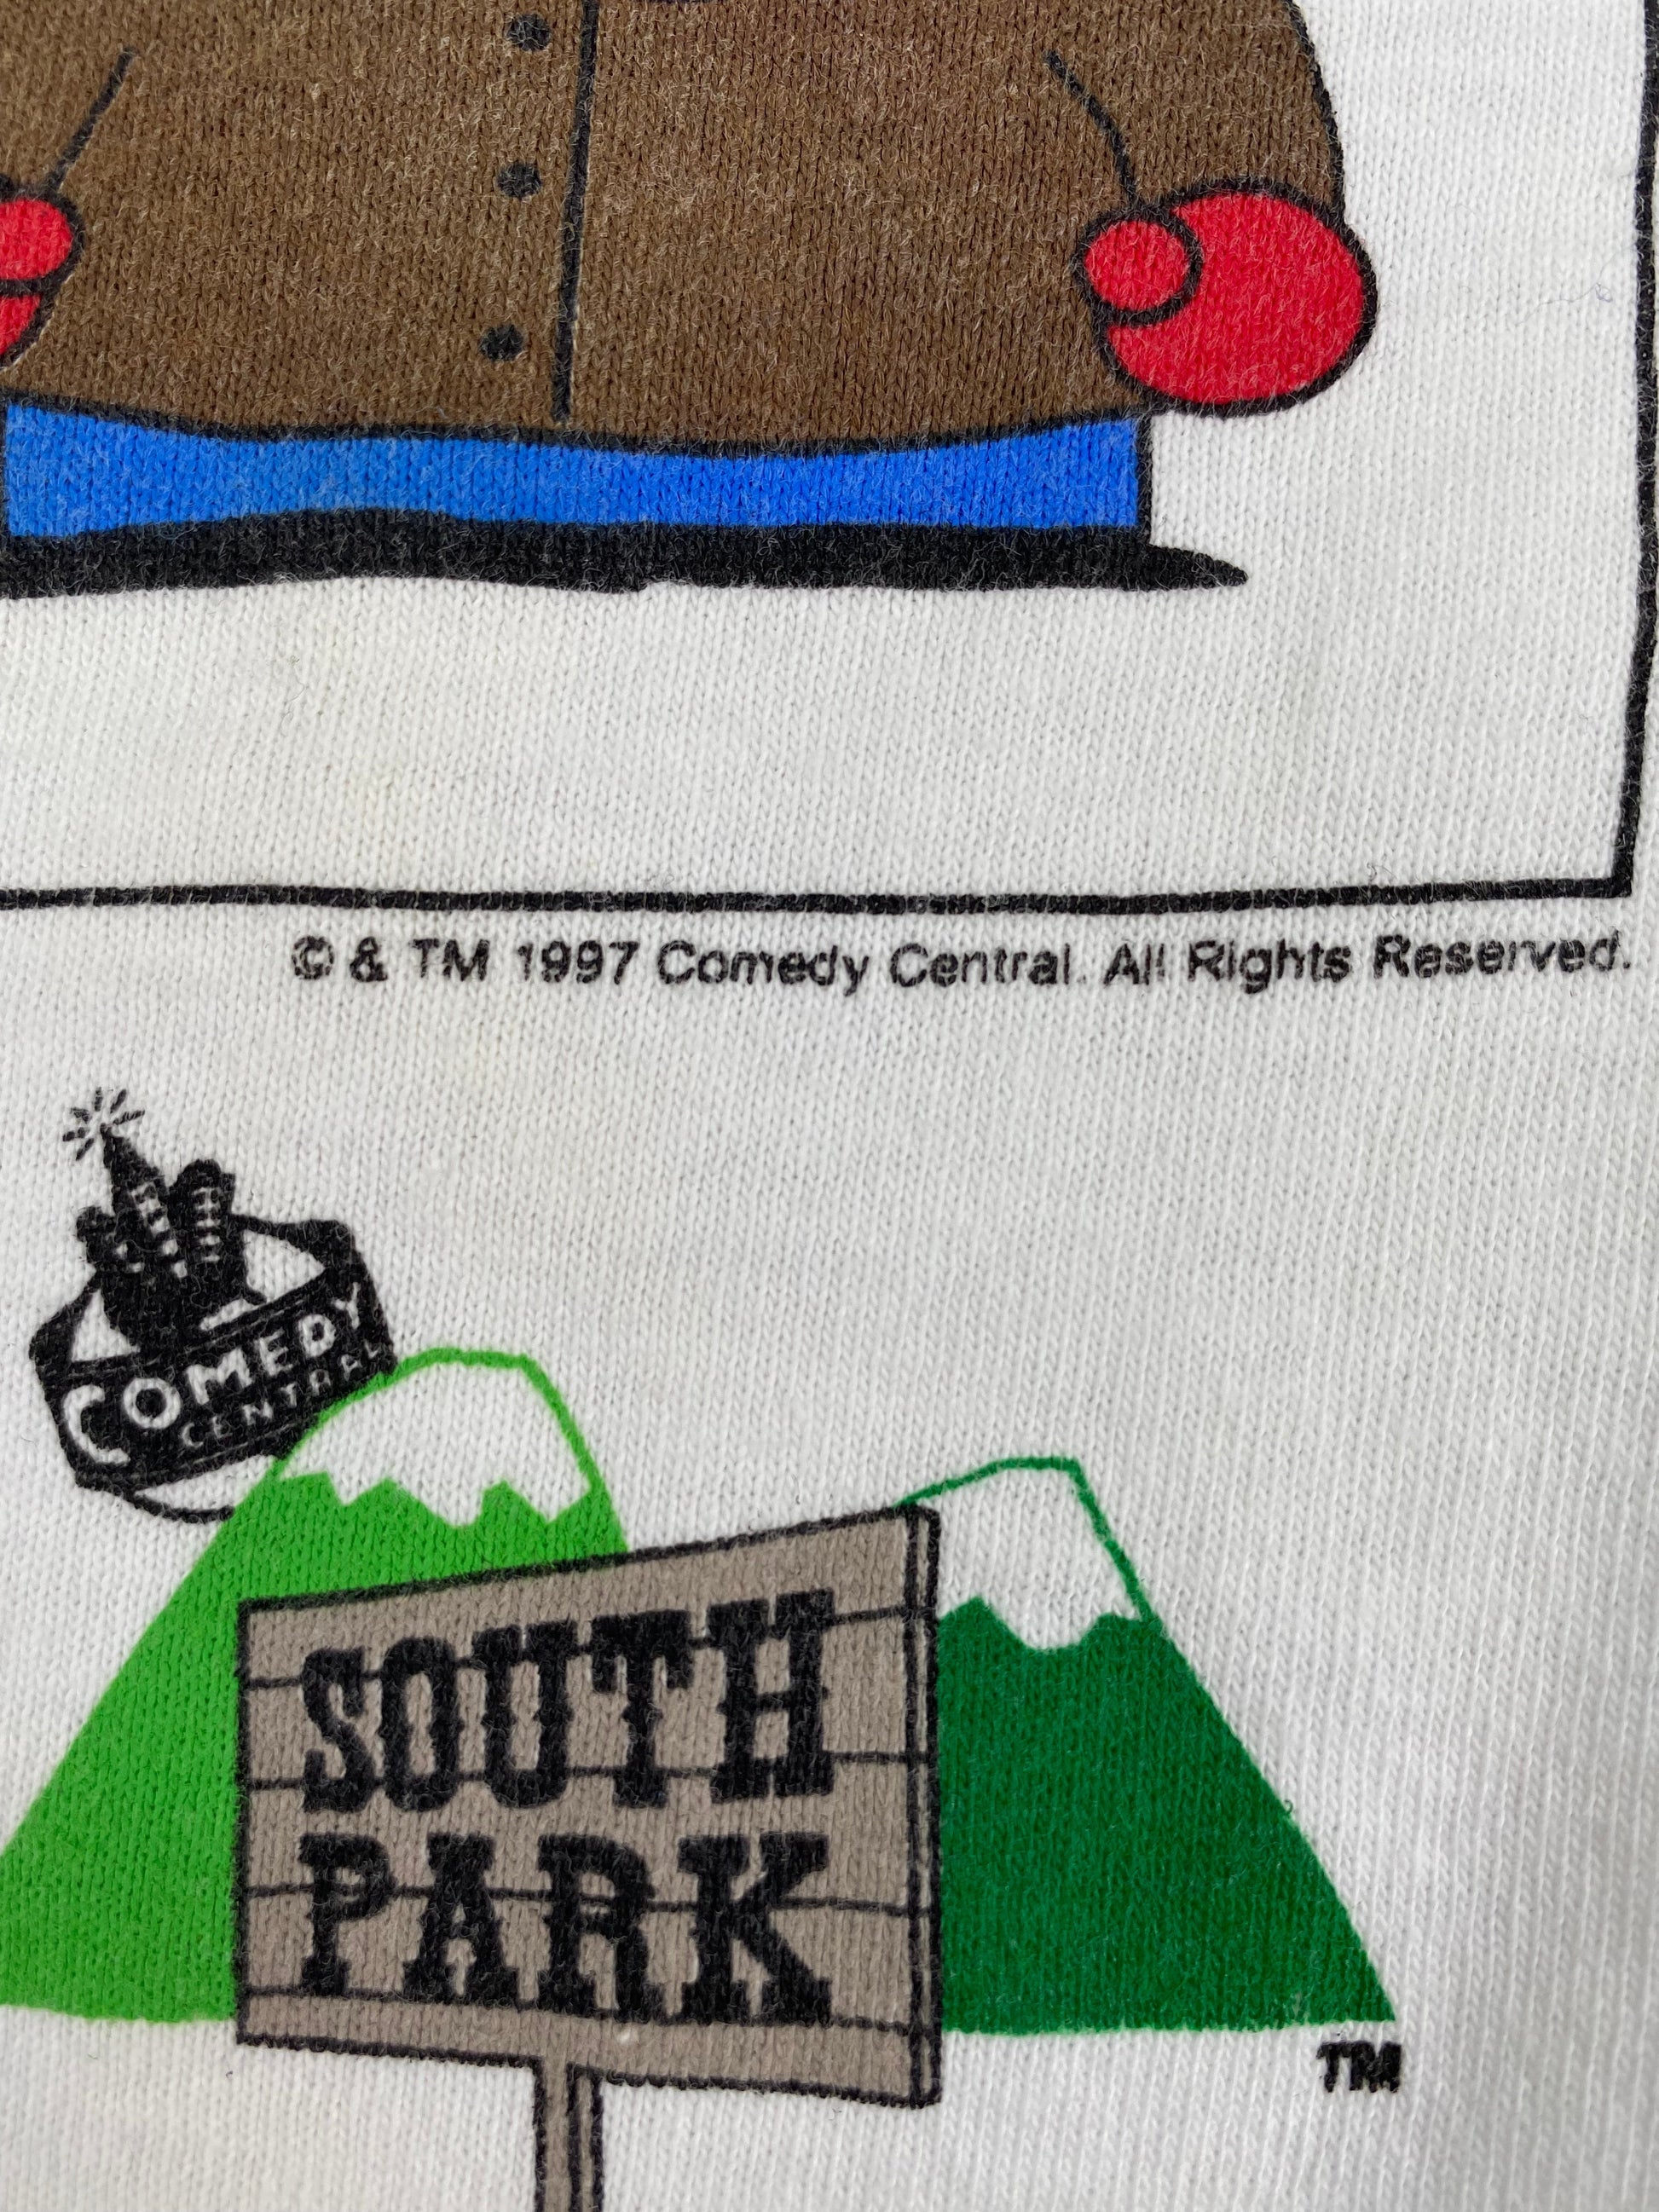 © & TM 1997 Comedy Central. All Rights Reserved.
COMEDY
CENTRAL
SOUTH
PARK
TM